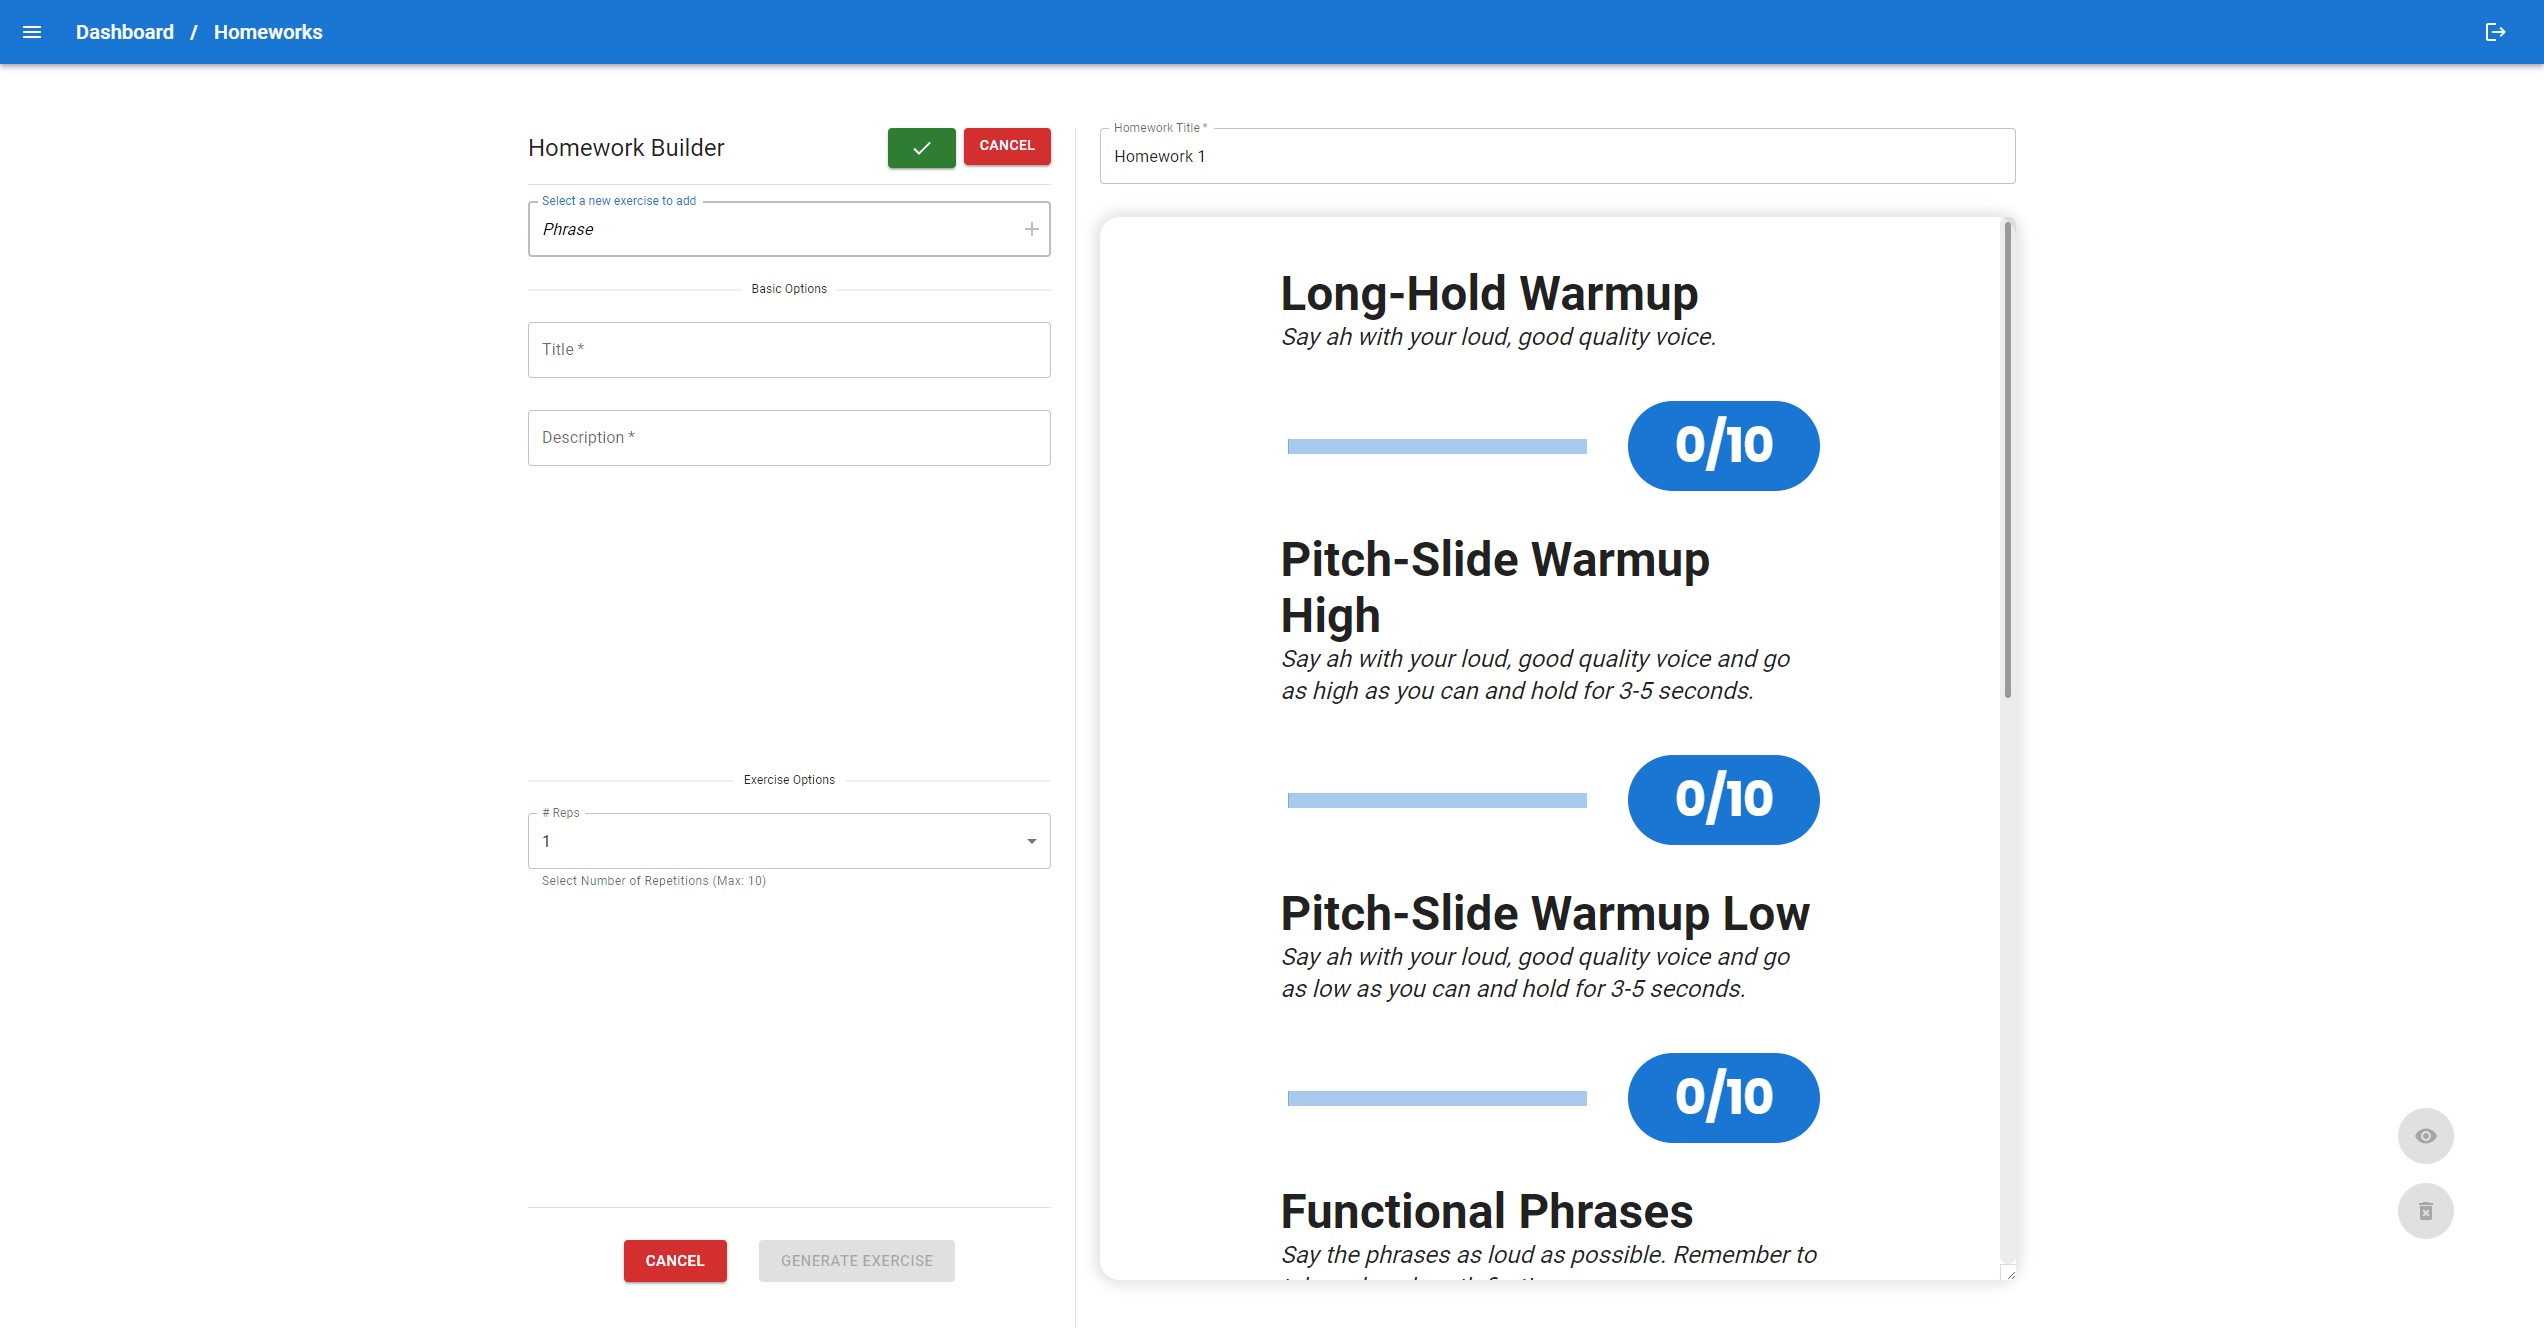 Dashboard / Homeworks
Homework Builder
CANCEL
Select a new exercise to add
Phrase
Basic Options
Title *
Description *
Exercise Options
# Reps
1
Select Number of Repetitions (Max: 10)
CANCEL
GENERATE EXERCISE
Homework Title *
Homework 1
Long-Hold Warmup
Say ah with your loud, good quality voice.
0/10
Pitch-Slide Warmup
High
Say ah with your loud, good quality voice and go
as high as you can and hold for 3-5 seconds.
0/10
Pitch-Slide Warmup Low
Say ah with your loud, good quality voice and go
as low as you can and hold for 3-5 seconds.
0/10
Functional Phrases
Say the phrases as loud as possible. Remember to